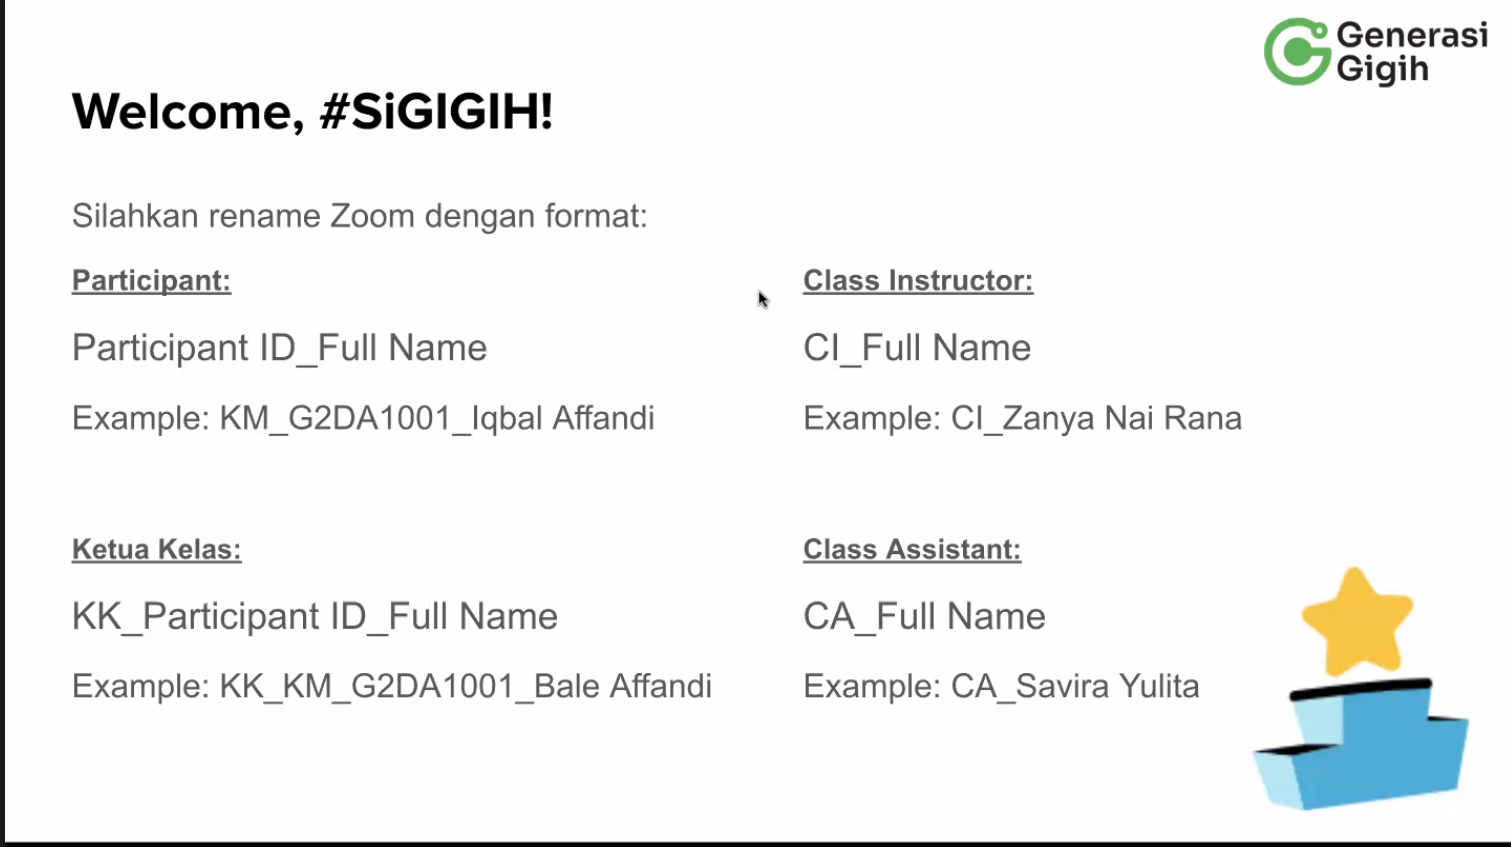 Generasi
Gigih
Welcome, #SiGIGIH!
Silahkan rename Zoom dengan format:
Participant:
Participant ID_Full Name
Example: KM_G2DA1001_Iqbal Affandi
Class Instructor:
CI_Full Name
Example: CI_Zanya Nai Rana
Ketua Kelas:
KK_Participant ID_Full Name
Example: KK_KM_G2DA1001_Bale Affandi
Class Assistant:
CA_Full Name
Example: CA_Savira Yulita